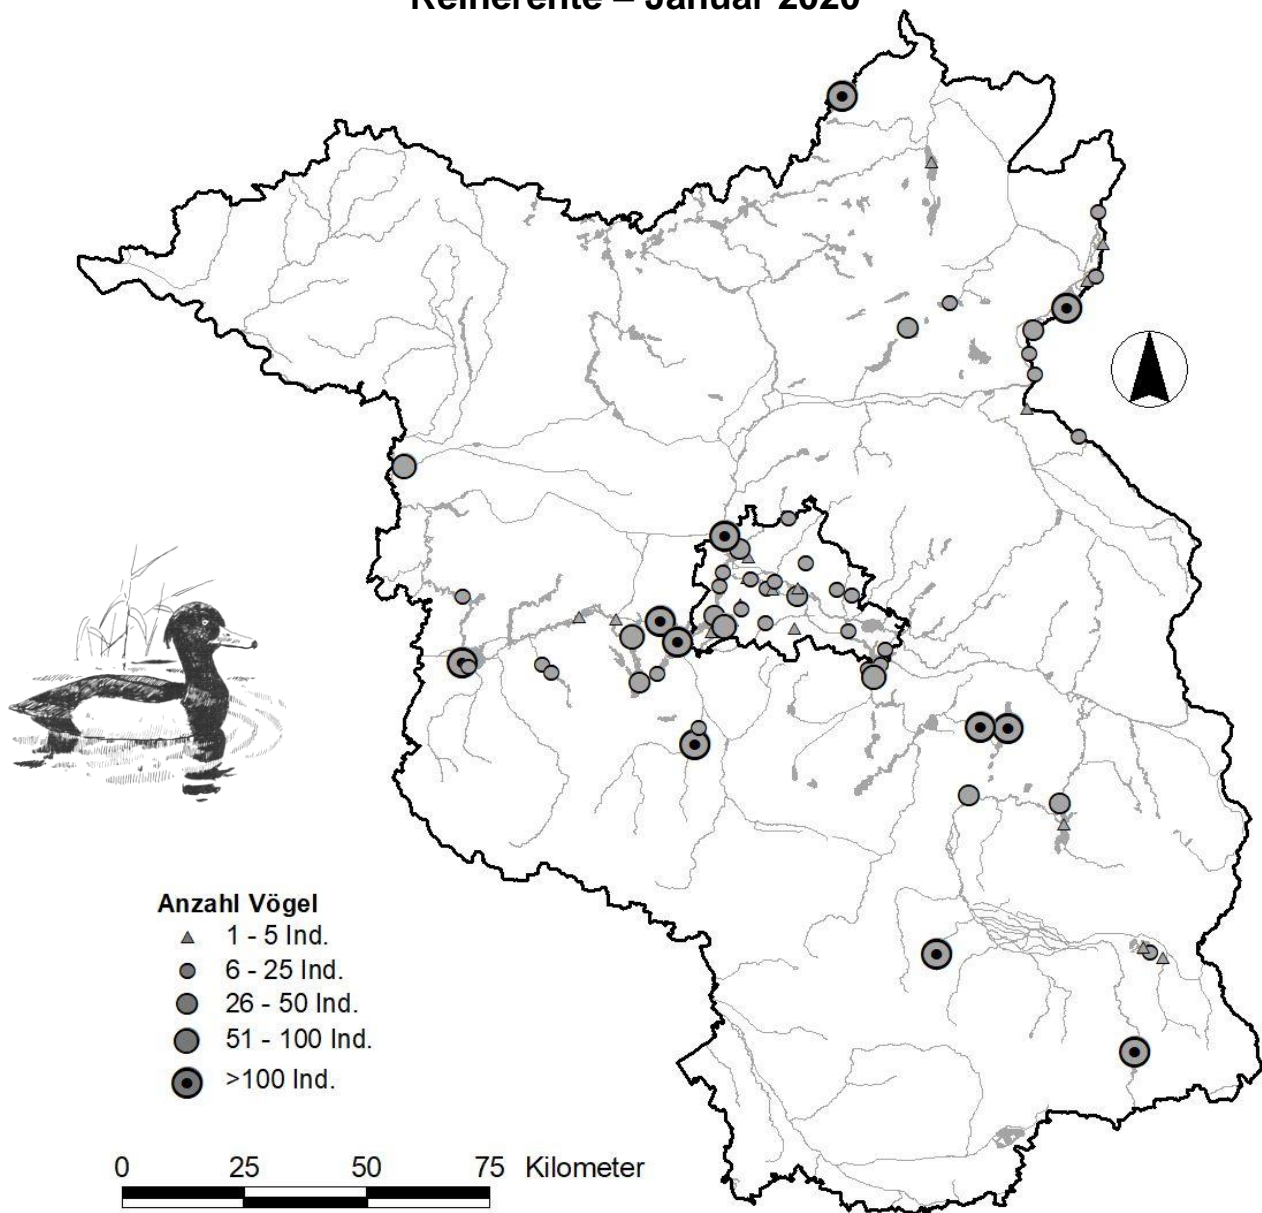 Reiherente – Januar 2020
Anzahl Vögel
1 - 5 Ind.
6 - 25 Ind.
26 - 50 Ind.
51 - 100 Ind.
>100 Ind.
0 25 50 75 Kilometer